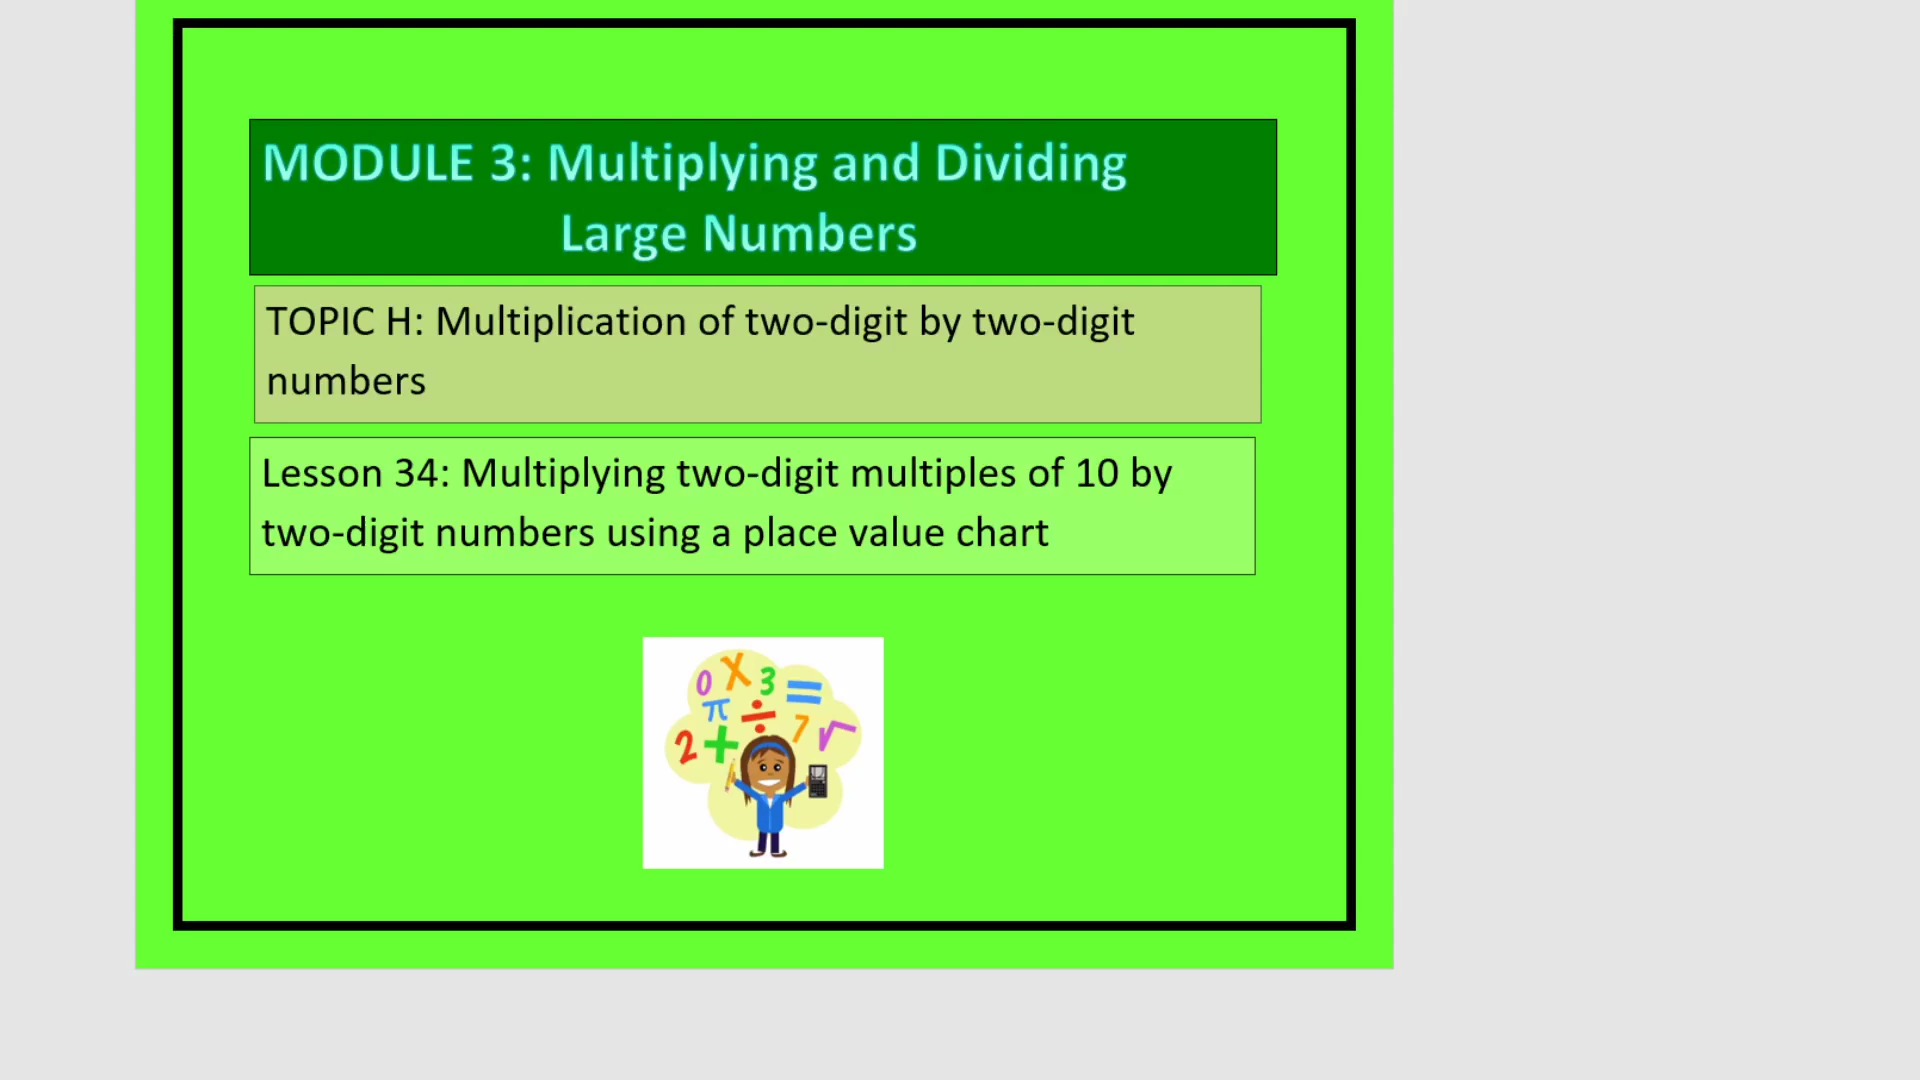 MODULE 3: Multiplying and Dividing
Large Numbers
TOPIC H: Multiplication of two-digit by two-digit
numbers
Lesson 34: Multiplying two-digit multiples of 10 by
two-digit numbers using a place value chart
0 X 3 =
π ÷ 7 √
2 +